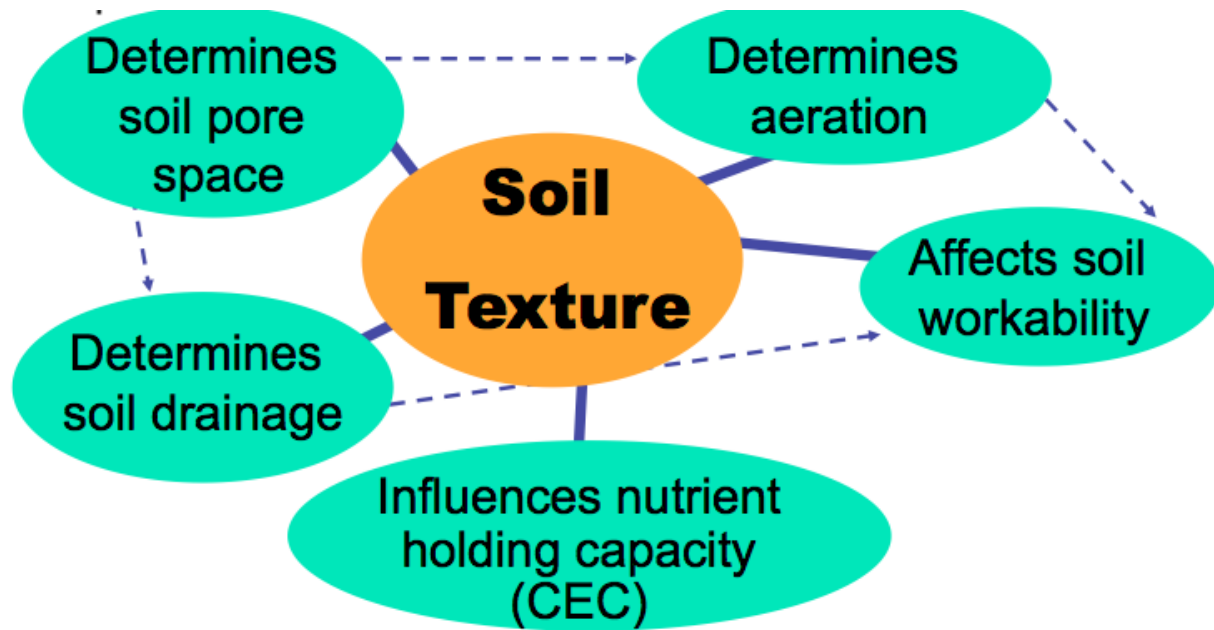 Determines
soil pore
space
Determines
aeration
Soil
Texture
Affects soil
workability
Determines
soil drainage
Influences nutrient
holding capacity
(CEC)